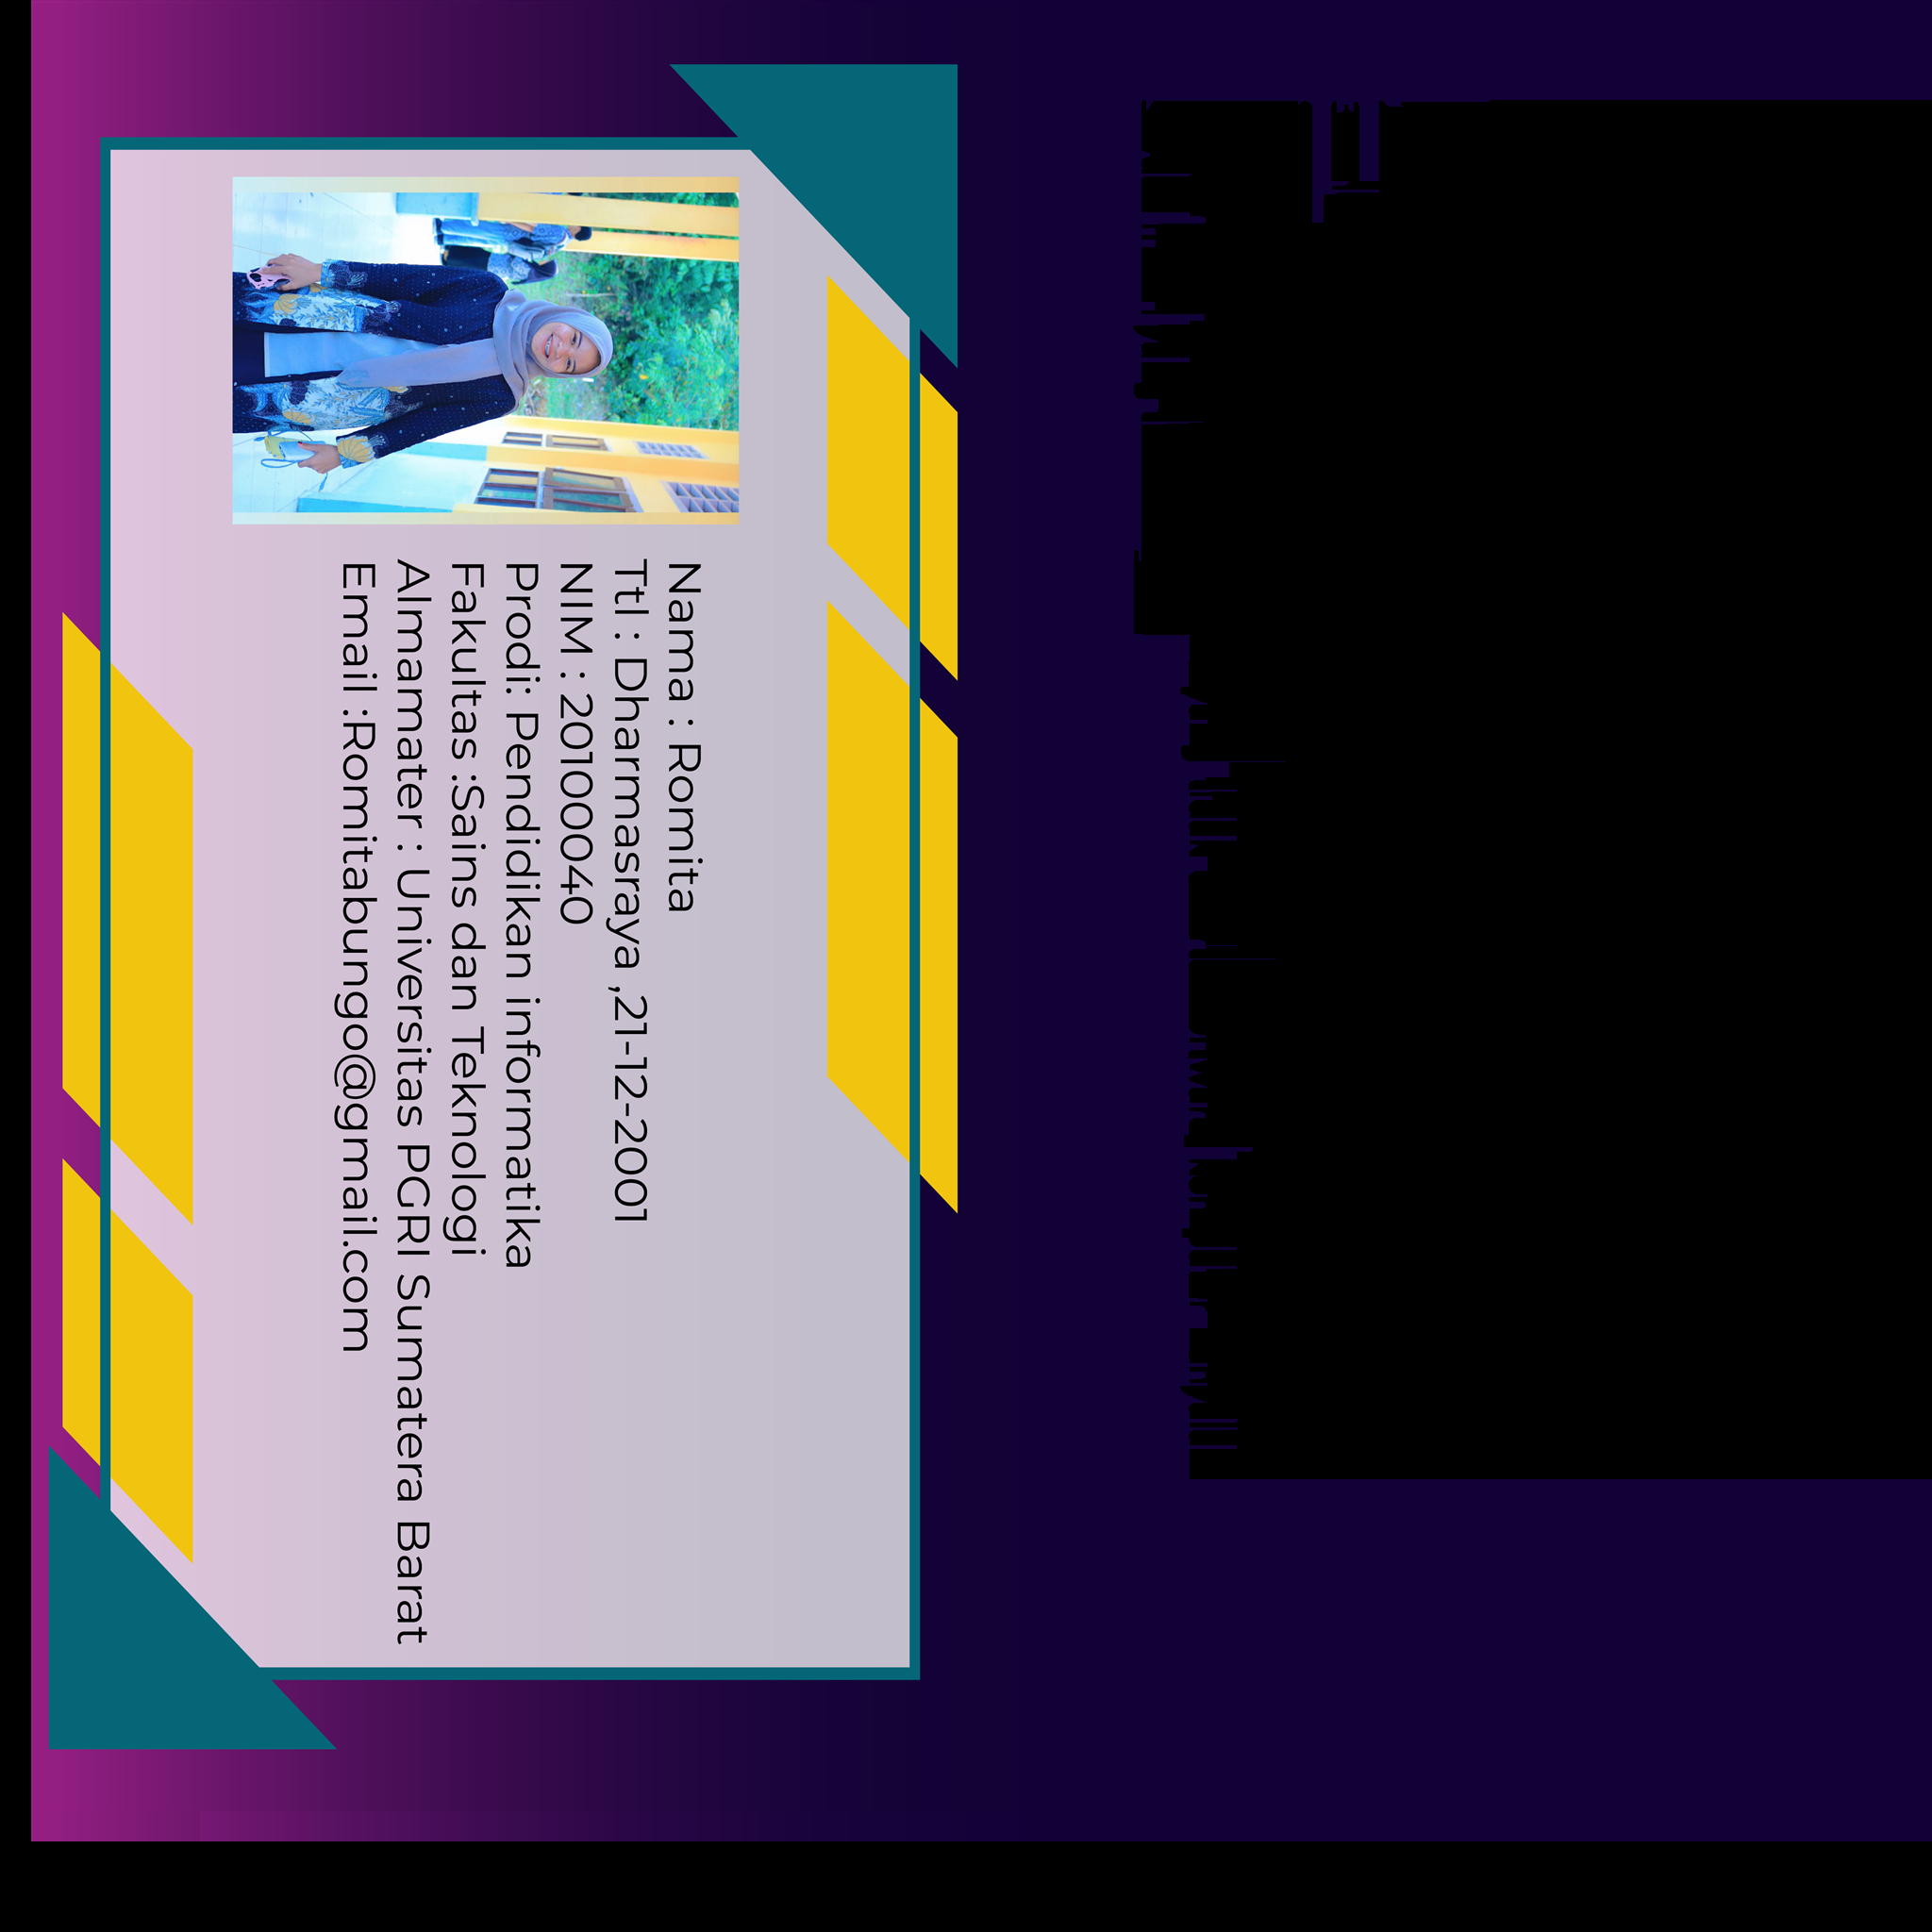 Nama : Romita
Ttl : Dharmasraya ,21-12-2001
NIM : 20100040
Prodi: Pendidikan informatika
Fakultas :Sains dan Teknologi
Almamater : Universitas PGRI Sumatera Barat
Email :Romitabungo@gmail.com